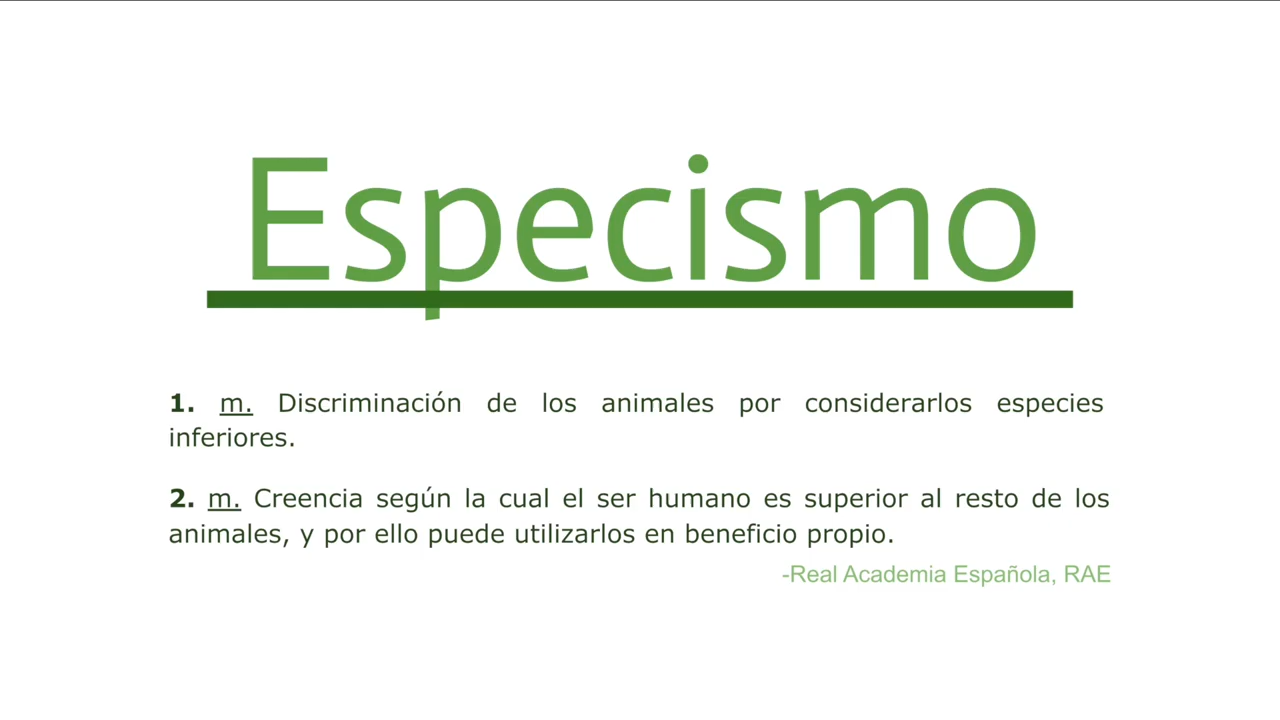 Especismo
1. m. Discriminación de los animales por considerarlos especies
inferiores.
2. m. Creencia según la cual el ser humano es superior al resto de los
animales, y por ello puede utilizarlos en beneficio propio.
-Real Academia Española, RAE